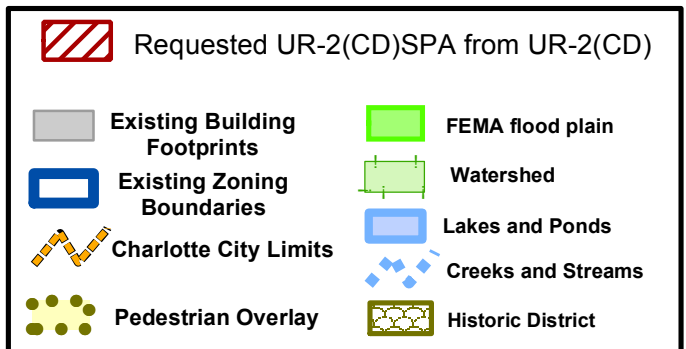 Requested UR-2(CD)SPA from UR-2(CD)
Existing Building
Footprints
Existing Zoning
Boundaries
Charlotte City Limits
Pedestrian Overlay
FEMA flood plain
Watershed
Lakes and Ponds
Creeks and Streams
Historic District